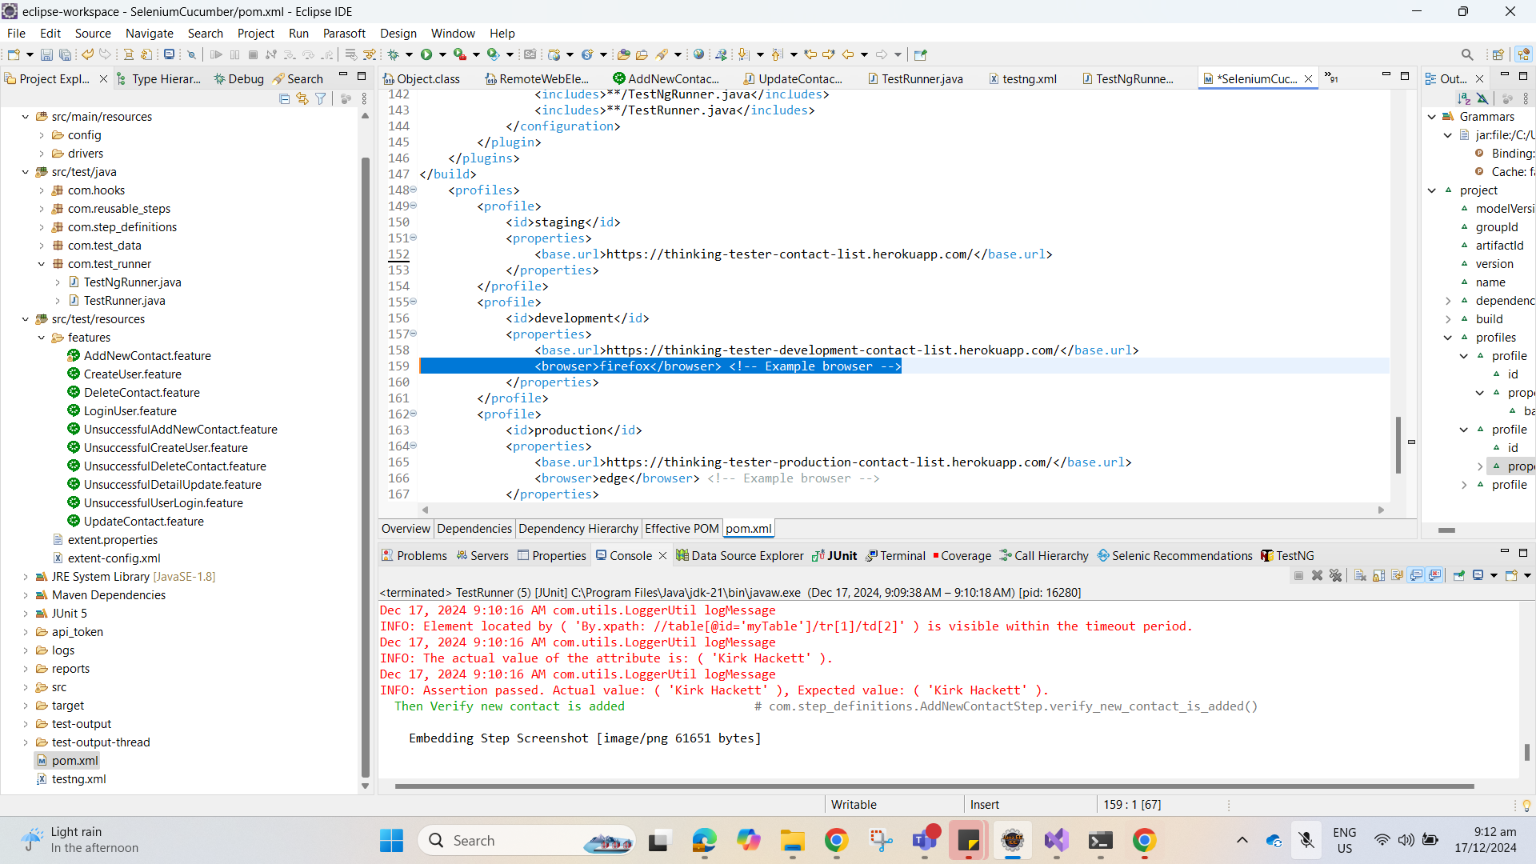 eclipse-workspace - SeleniumCucumber/pom.xml - Eclipse IDE
File Edit Source Navigate Search Project Run Parasoft Design Window Help
Project Expl... Type Hierar... Debug Search
Object.class RemoteWebEle... AddNewContac... UpdateContac... TestRunner.java testng.xml TestNgRunne... *SeleniumCuc... »91
Out...
src/main/resources
config
drivers
src/test/java
com.hooks
com.reusable_steps
com.step_definitions
com.test_data
com.test_runner
TestNgRunner.java
TestRunner.java
src/test/resources
features
AddNewContact.feature
CreateUser.feature
DeleteContact.feature
LoginUser.feature
UnsuccessfulAddNewContact.feature
UnsuccessfulCreateUser.feature
UnsuccessfulDeleteContact.feature
UnsuccessfulDetailUpdate.feature
UnsuccessfulUserLogin.feature
UpdateContact.feature
extent.properties
extent-config.xml
JRE System Library [JavaSE-1.8]
Maven Dependencies
JUnit 5
api_token
logs
reports
src
target
test-output
test-output-thread
pom.xml
testng.xml
142 <includes>**/TestNgRunner.java</includes>
143 <includes>**/TestRunner.java</includes>
144 </configuration>
145 </plugin>
146 </plugins>
147 </build>
148 <profiles>
149 <profile>
150 <id>staging</id>
151 <properties>
152 <base.url>https://thinking-tester-contact-list.herokuapp.com/</base.url>
153 </properties>
154 </profile>
155 <profile>
156 <id>development</id>
157 <properties>
158 <base.url>https://thinking-tester-development-contact-list.herokuapp.com/</base.url>
159 <browser>firefox</browser> <!-- Example browser -->
160 </properties>
161 </profile>
162 <profile>
163 <id>production</id>
164 <properties>
165 <base.url>https://thinking-tester-production-contact-list.herokuapp.com/</base.url>
166 <browser>edge</browser> <!-- Example browser -->
167 </properties>
Overview Dependencies Dependency Hierarchy Effective POM pom.xml
Grammars
jar:file:/C:/U
Binding:
Cache: fa
project
modelVersi
groupId
artifactId
version
name
dependenc
build
profiles
profile
id
prop
ba
profile
id
prope
profile
Problems Servers Properties Console Data Source Explorer JUnit Terminal Coverage Call Hierarchy Selenic Recommendations TestNG
<terminated> TestRunner (5) [JUnit] C:\Program Files\Java\jdk-21\bin\javaw.exe (Dec 17, 2024, 9:09:38 AM – 9:10:18 AM) [pid: 16280]
Dec 17, 2024 9:10:16 AM com.utils.LoggerUtil logMessage
INFO: Element located by ( 'By.xpath: //table[@id='myTable']/tr[1]/td[2]' ) is visible within the timeout period.
Dec 17, 2024 9:10:16 AM com.utils.LoggerUtil logMessage
INFO: The actual value of the attribute is: ( 'Kirk Hackett' ).
Dec 17, 2024 9:10:16 AM com.utils.LoggerUtil logMessage
INFO: Assertion passed. Actual value: ( 'Kirk Hackett' ), Expected value: ( 'Kirk Hackett' ).
Then Verify new contact is added # com.step_definitions.AddNewContactStep.verify_new_contact_is_added()
Embedding Step Screenshot [image/png 61651 bytes]
Writable Insert 159 : 1 [67]
Light rain
In the afternoon
Search
ENG
US
9:12 am
17/12/2024